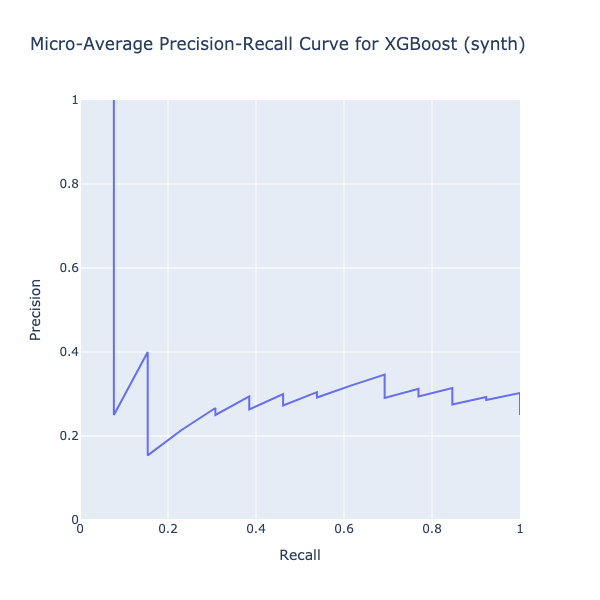 Micro-Average Precision-Recall Curve for XGBoost (synth)
1
0.8
0.6
Precision
0.4
0.2
0
0 0.2 0.4 0.6 0.8 1
Recall